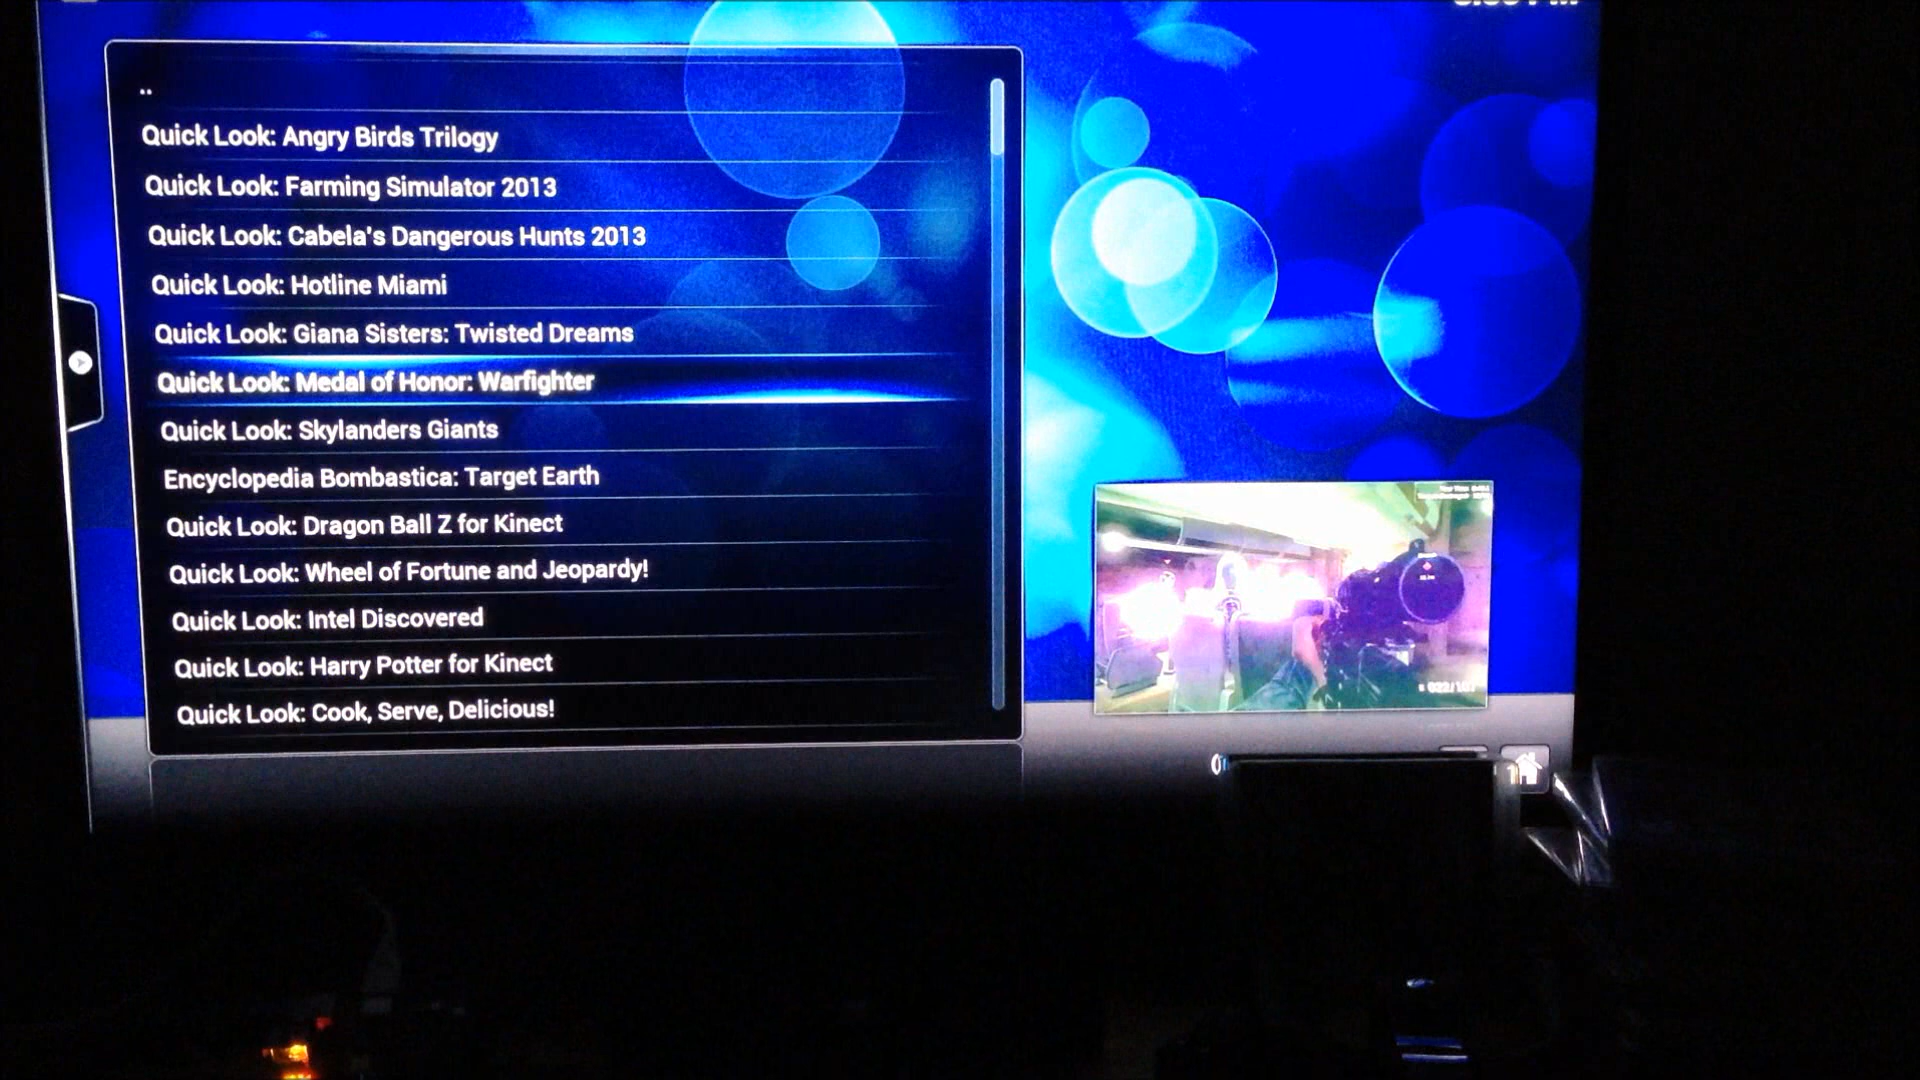 ..
Quick Look: Angry Birds Trilogy
Quick Look: Farming Simulator 2013
Quick Look: Cabela's Dangerous Hunts 2013
Quick Look: Hotline Miami
Quick Look: Giana Sisters: Twisted Dreams
Quick Look: Medal of Honor: Warfighter
Quick Look: Skylanders Giants
Encyclopedia Bombastica: Target Earth
Quick Look: Dragon Ball Z for Kinect
Quick Look: Wheel of Fortune and Jeopardy!
Quick Look: Intel Discovered
Quick Look: Harry Potter for Kinect
Quick Look: Cook, Serve, Delicious!